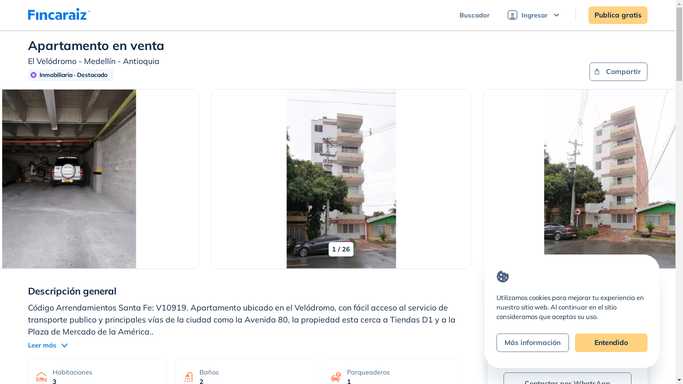 Fincaraiz
Buscador
Ingresar
Publica gratis
Apartamento en venta
El Velódromo - Medellín - Antioquia
Inmobiliaria - Destacado
Compartir
1 / 26
Descripción general
Código Arrendamientos Santa Fe: V10919. Apartamento ubicado en el Velódromo, con fácil acceso al servicio de
transporte publico y principales vías de la ciudad como la Avenida 80, la propiedad esta cerca a Tiendas D1 y a la
Plaza de Mercado de la América..
Leer más
Habitaciones
3
Baños
2
Parqueaderos
1
Utilizamos cookies para mejorar tu experiencia en
nuestro sitio web. Al continuar en el sitio
consideramos que aceptas su uso.
Más información
Entendido
Contactar por WhatsApp